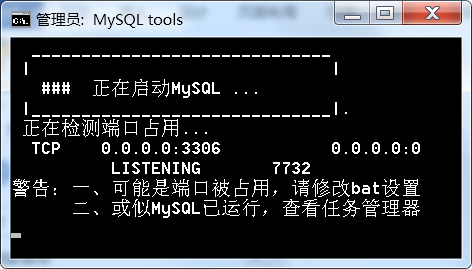 管理员: MySQL tools
### 正在启动MySQL ...
正在检测端口占用...
TCP 0.0.0.0:3306 0.0.0.0:0
LISTENING 7732
警告：一、可能是端口被占用，请修改bat设置
二、或似MySQL已运行，查看任务管理器